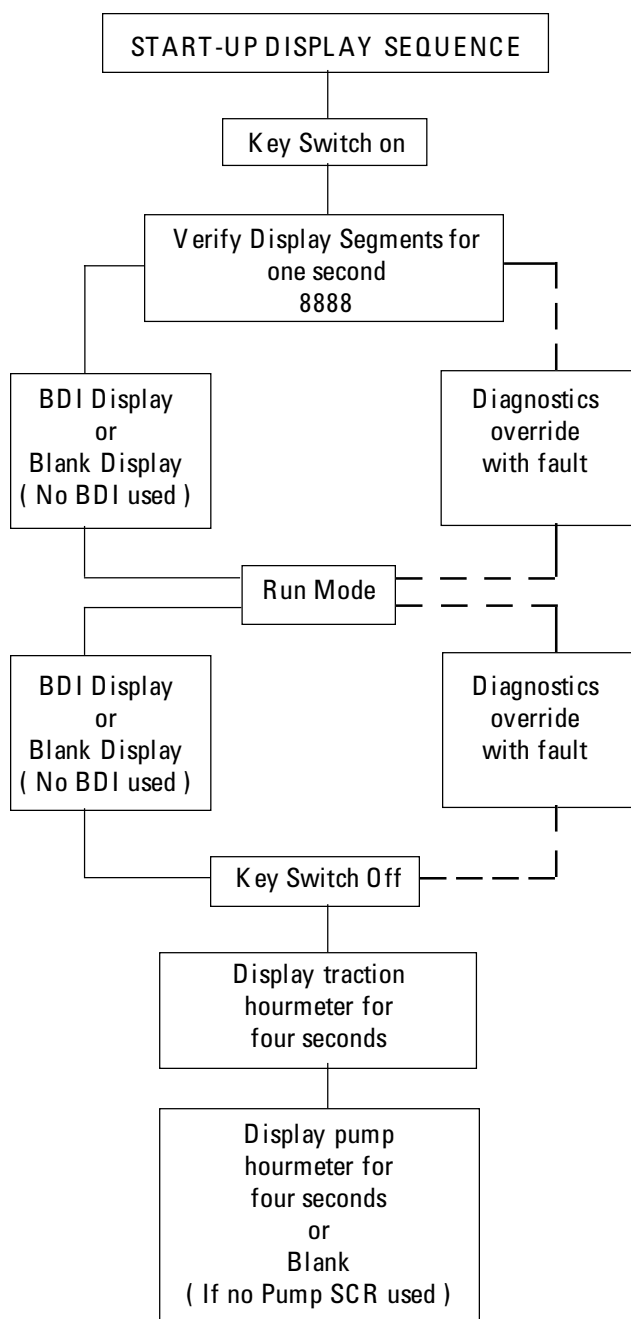 START-UP DISPLAY SEQUENCE
Key Switch on
Verify Display Segments for
one second
8888
BDI Display
or
Blank Display
( No BDI used )
Diagnostics
override
with fault
Run Mode
BDI Display
or
Blank Display
( No BDI used )
Diagnostics
override
with fault
Key Switch Off
Display traction
hourmeter for
four seconds
Display pump
hourmeter for
four seconds
or
Blank
( If no Pump SCR used )